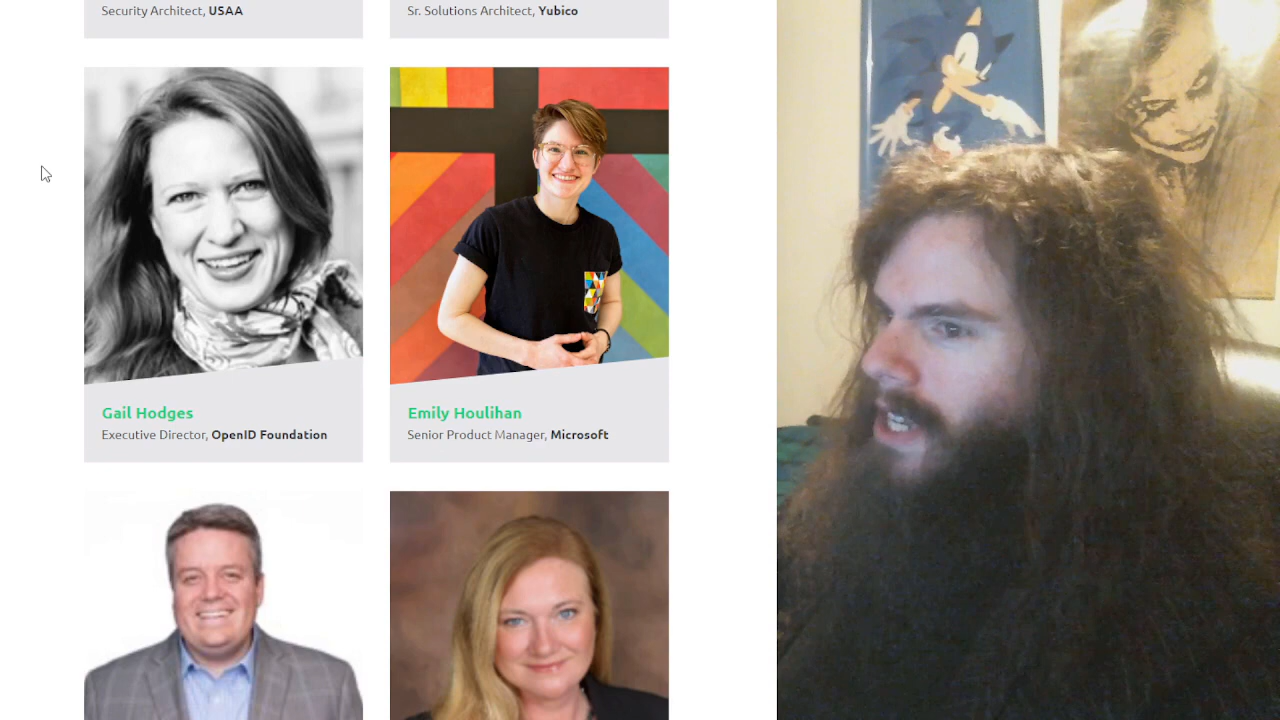 Security Architect, USAA
Sr. Solutions Architect, Yubico
Gail Hodges
Executive Director, OpenID Foundation
Emily Houlihan
Senior Product Manager, Microsoft